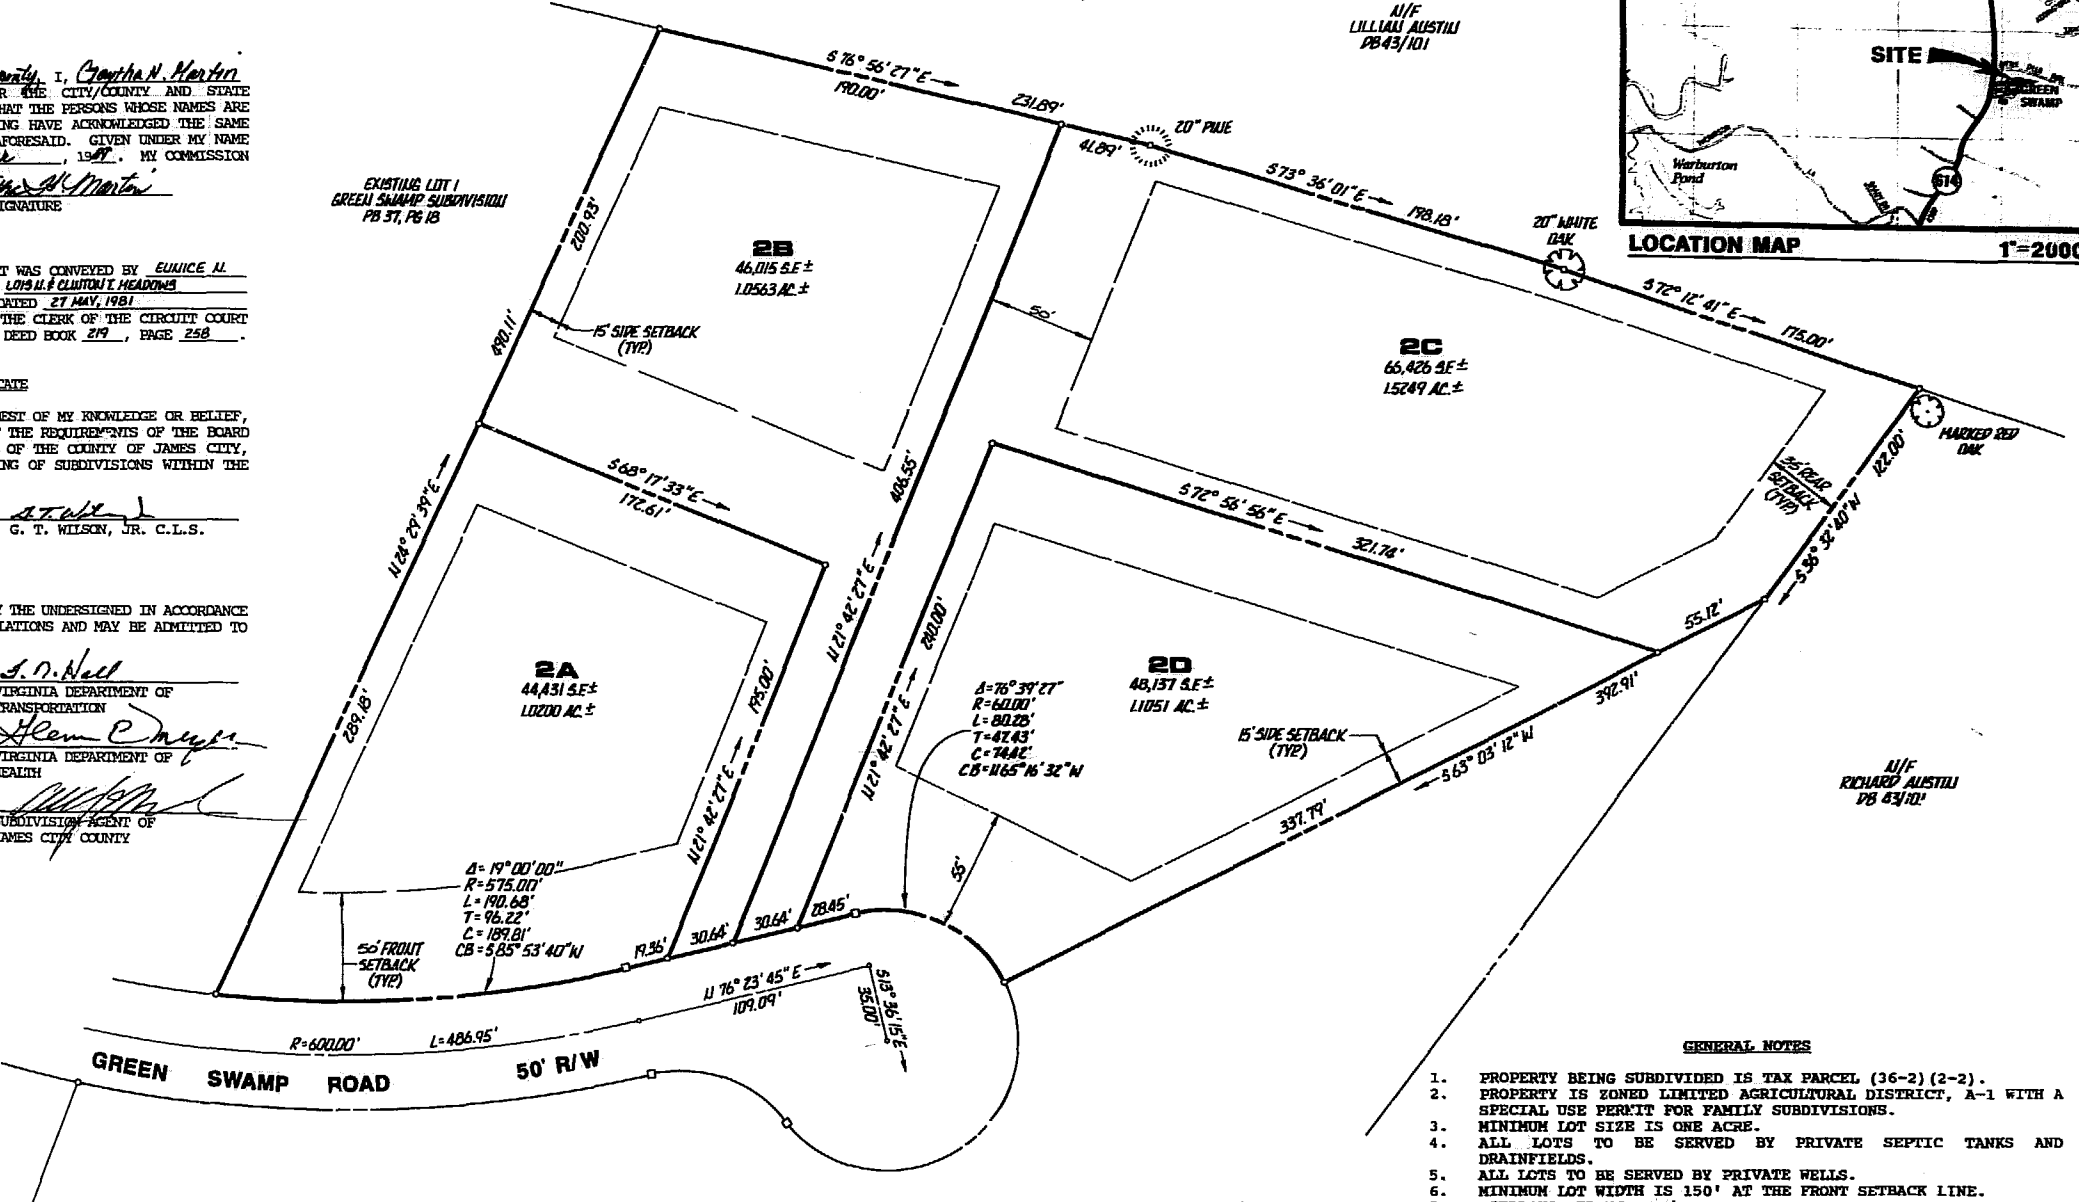 I, Gaytha N. Martin
THE CITY/COUNTY AND STATE
HAT THE PERSONS WHOSE NAMES ARE
ING HAVE ACKNOWLEDGED THE SAME
AFORESAID. GIVEN UNDER MY NAME
, 19 . MY COMMISSION
IGNATURE
T WAS CONVEYED BY EUNICE N.
LOIS N. & CLINTON T. MEADOWS
DATED 27 MAY, 1981
THE CLERK OF THE CIRCUIT COURT
DEED BOOK 219, PAGE 258.
CATE
EST OF MY KNOWLEDGE OR BELIEF,
THE REQUIREMENTS OF THE BOARD
OF THE COUNTY OF JAMES CITY,
NG OF SUBDIVISIONS WITHIN THE
G. T. WILSON, JR. C.L.S.
Y THE UNDERSIGNED IN ACCORDANCE
LATIONS AND MAY BE ADMITTED TO
VIRGINIA DEPARTMENT OF
TRANSPORTATION
VIRGINIA DEPARTMENT OF
HEALTH
SUBDIVISION AGENT OF
JAMES CITY COUNTY
N/F
LILLIAN AUSTIN
DB 43/101
SITE
GREEN
SWAMP
Warburton
Pond
614
LOCATION MAP 1"=2000
S 76° 56' 27" E
190.00'
231.89'
41.89'
20" PINE
S 73° 36' 01" E
198.18'
20" WHITE
OAK
S 72° 12' 41" E
175.00'
MARKED RED
OAK
122.00'
S 36° 32' 40" W
35' REAR
SETBACK
(TYP.)
EXISTING LOT 1
GREEN SWAMP SUBDIVISION
PB 37, PG 18
200.93'
490.11'
N 24° 29' 39" E
289.18'
2B
46,015 S.F. ±
1.0563 AC. ±
15' SIDE SETBACK
(TYP.)
50'
2C
66,426 S.F. ±
1.5249 AC. ±
S 68° 17' 33" E
172.61'
406.55'
N 21° 42' 27" E
S 72° 56' 56" E
321.74'
55.12'
392.91'
S 63° 03' 12" W
337.79'
2A
44,431 S.F. ±
1.0200 AC. ±
195.00'
N 21° 42' 27" E
240.00'
N 21° 42' 27" E
2D
48,137 S.F. ±
1.1051 AC. ±
Δ=76° 39' 27"
R=60.00'
L=80.28'
T=47.43'
C=74.42'
CB=N 65° 16' 32" W
15' SIDE SETBACK
(TYP.)
55'
Δ= 19° 00' 00"
R=575.00'
L=190.68'
T=96.22'
C=189.81'
CB=S 85° 53' 40" W
50' FRONT
SETBACK
(TYP.)
19.36'
30.64'
30.64'
28.45'
N 76° 23' 45" E
109.09'
S 13° 36' 15" E
35.00'
R=600.00' L=486.95'
GREEN SWAMP ROAD 50' R/W
N/F
RICHARD AUSTIN
DB 43/101
GENERAL NOTES
1. PROPERTY BEING SUBDIVIDED IS TAX PARCEL (36-2)(2-2).
2. PROPERTY IS ZONED LIMITED AGRICULTURAL DISTRICT, A-1 WITH A
SPECIAL USE PERMIT FOR FAMILY SUBDIVISIONS.
3. MINIMUM LOT SIZE IS ONE ACRE.
4. ALL LOTS TO BE SERVED BY PRIVATE SEPTIC TANKS AND
DRAINFIELDS.
5. ALL LOTS TO BE SERVED BY PRIVATE WELLS.
6. MINIMUM LOT WIDTH IS 150' AT THE FRONT SETBACK LINE.